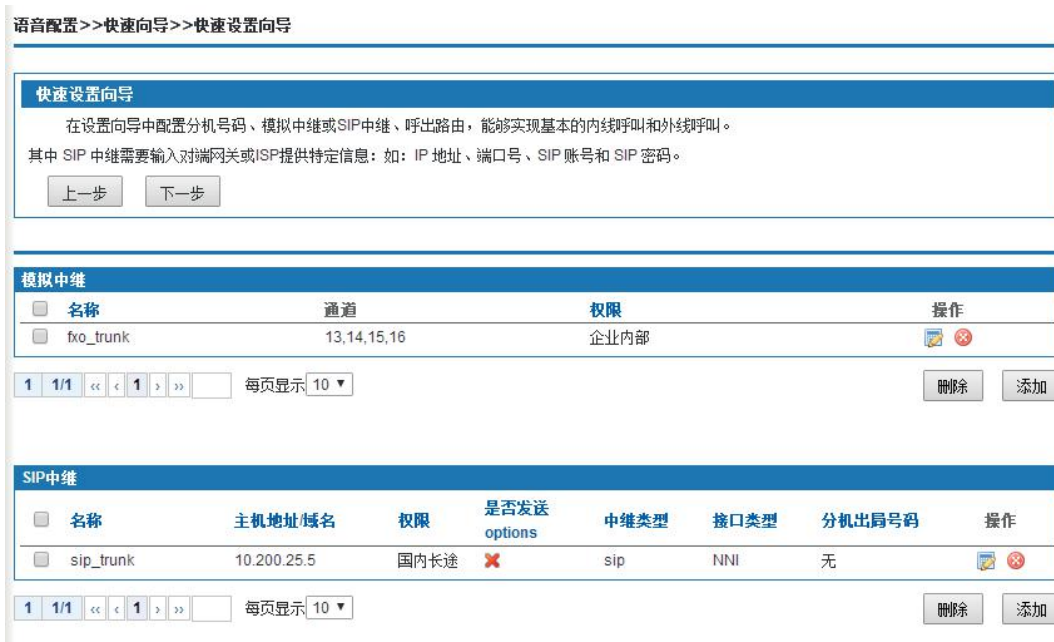 语音配置>>快速向导>>快速设置向导
快速设置向导
在设置向导中配置分机号码、模拟中继或SIP中继、呼出路由，能够实现基本的内线呼叫和外线呼叫。
其中 SIP 中继需要输入对端网关或ISP提供特定信息：如：IP 地址、端口号、SIP 账号和 SIP 密码。
上一步 下一步
模拟中继
名称 通道 权限 操作
fxo_trunk 13,14,15,16 企业内部
1 1/1 ‹‹ ‹ 1 › ›› 每页显示 10 ▼ 删除 添加
SIP中继
名称 主机地址/域名 权限 是否发送 options 中继类型 接口类型 分机出局号码 操作
sip_trunk 10.200.25.5 国内长途 sip NNI 无
1 1/1 ‹‹ ‹ 1 › ›› 每页显示 10 ▼ 删除 添加